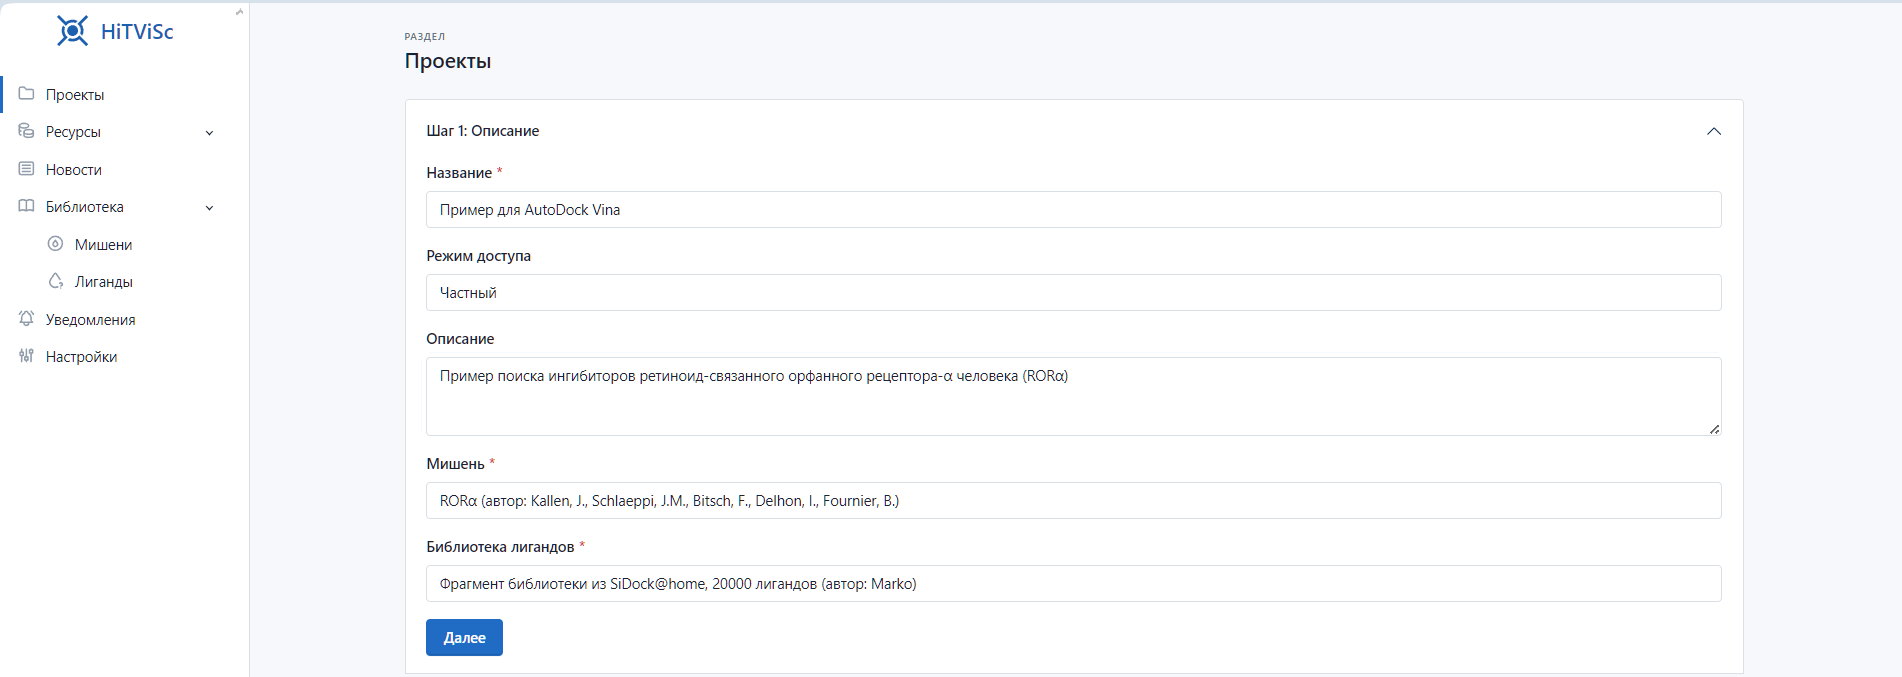 HiTViSc
Проекты
Ресурсы
Новости
Библиотека
Мишени
Лиганды
Уведомления
Настройки
РАЗДЕЛ
Проекты
Шаг 1: Описание
Название *
Пример для AutoDock Vina
Режим доступа
Частный
Описание
Пример поиска ингибиторов ретиноид-связанного орфанного рецептора-α человека (RORα)
Мишень *
RORα (автор: Kallen, J., Schlaeppi, J.M., Bitsch, F., Delhon, I., Fournier, B.)
Библиотека лигандов *
Фрагмент библиотеки из SiDock@home, 20000 лигандов (автор: Marko)
Далее